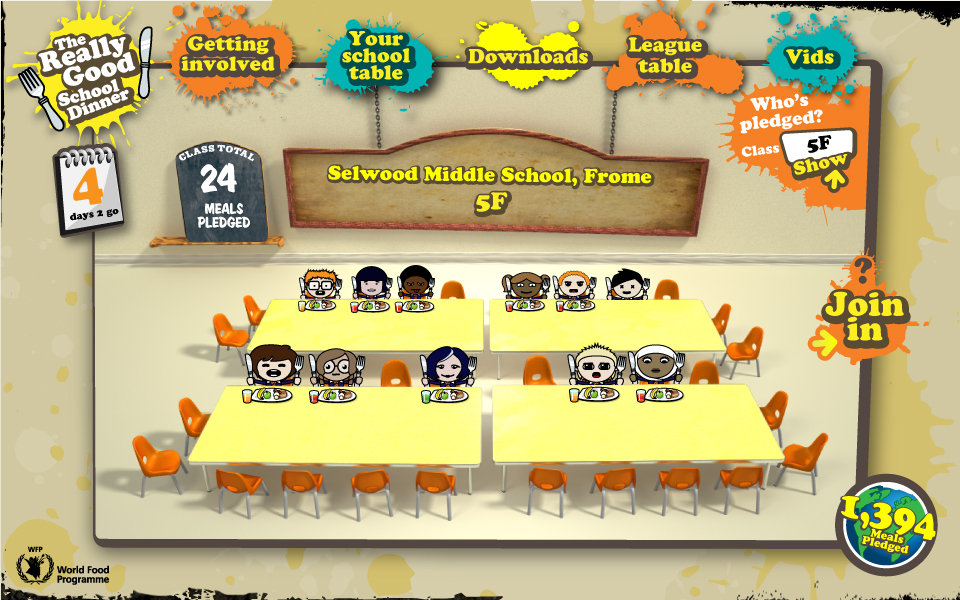 The
Really
Good
School
Dinner
Getting
involved
Your
school
table
Downloads
League
table
Vids
Who's
pledged?
Class 5F
Show
4
days 2 go
CLASS TOTAL
24
MEALS
PLEDGED
Selwood Middle School, Frome
5F
?
Join
in
1,394
Meals
Pledged
WFP
World Food
Programme